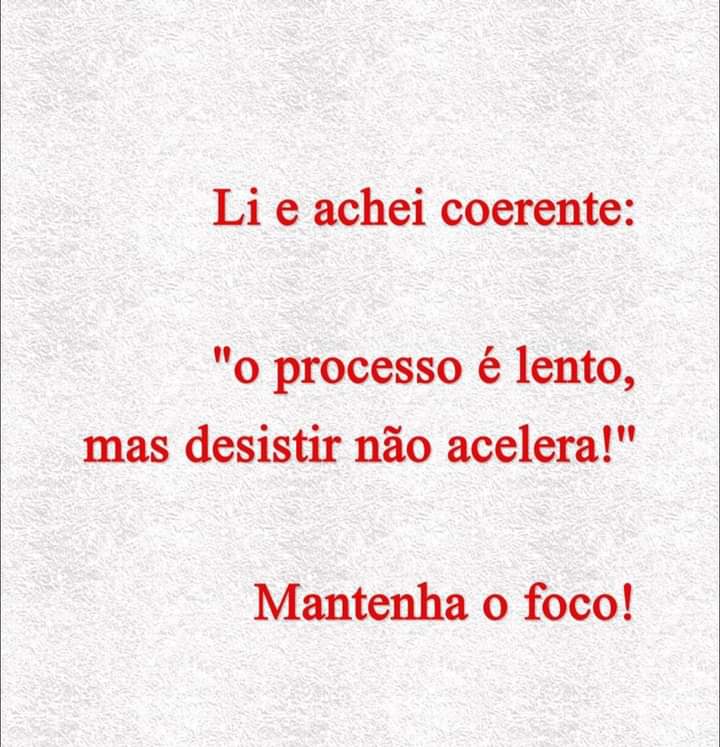 Li e achei coerente:
"o processo é lento,
mas desistir não acelera!"
Mantenha o foco!